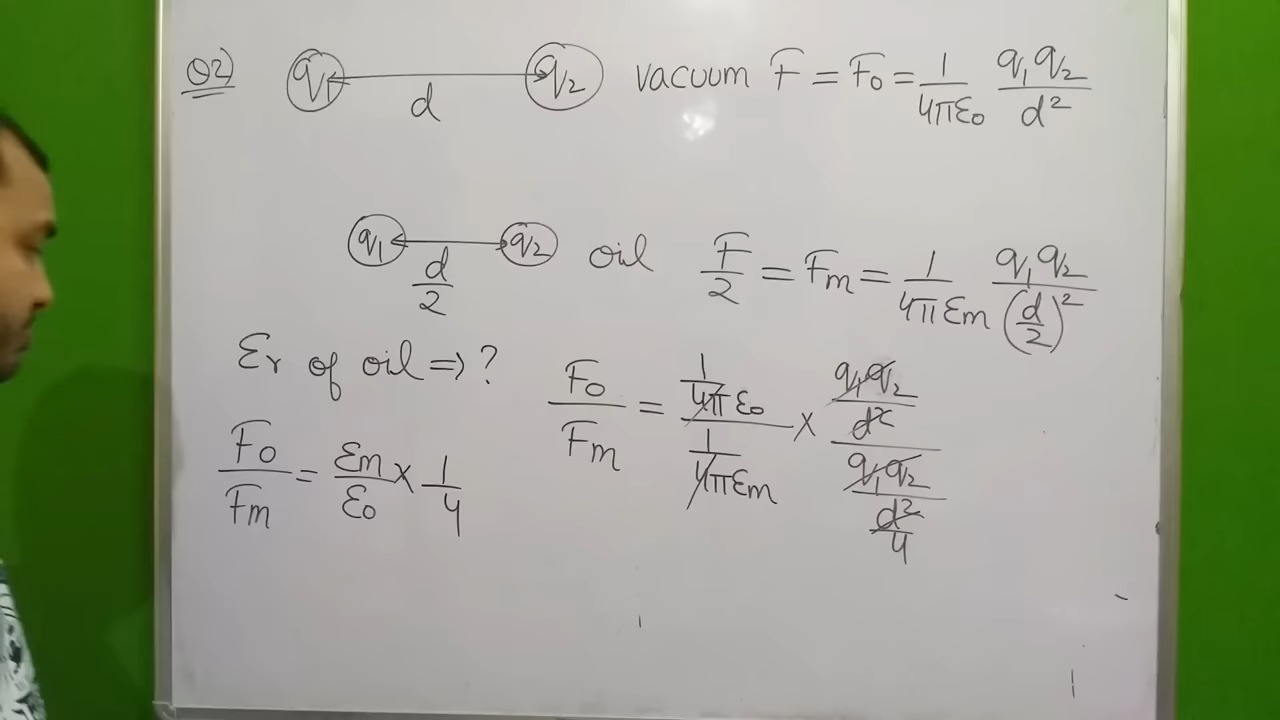 Q2) q₁ d q₂ vacuum F = F₀ = 1/4πε₀ q₁q₂/d²
q₁ d/2 q₂ oil F/2 = Fm = 1/4πεm q₁q₂/(d/2)²
εr of oil => ?
F₀/Fm = (1/4πε₀)/(1/4πεm) × (q₁q₂/d²)/(q₁q₂/(d²/4))
F₀/Fm = εm/ε₀ × 1/4